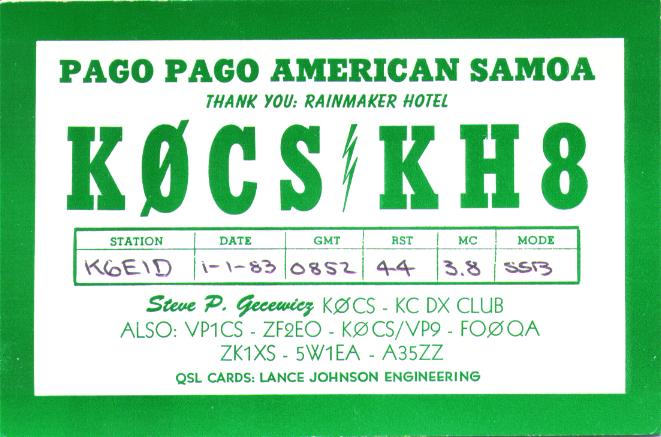 PAGO PAGO AMERICAN SAMOA
THANK YOU: RAINMAKER HOTEL
KØCS/KH8
STATION DATE GMT RST MC MODE
K6EID 1-1-83 0852 44 3.8 SSB
Steve P. Gecewicz KØCS - KC DX CLUB
ALSO: VP1CS - ZF2EO - KØCS/VP9 - FOØQA
ZK1XS - 5W1EA - A35ZZ
QSL CARDS: LANCE JOHNSON ENGINEERING